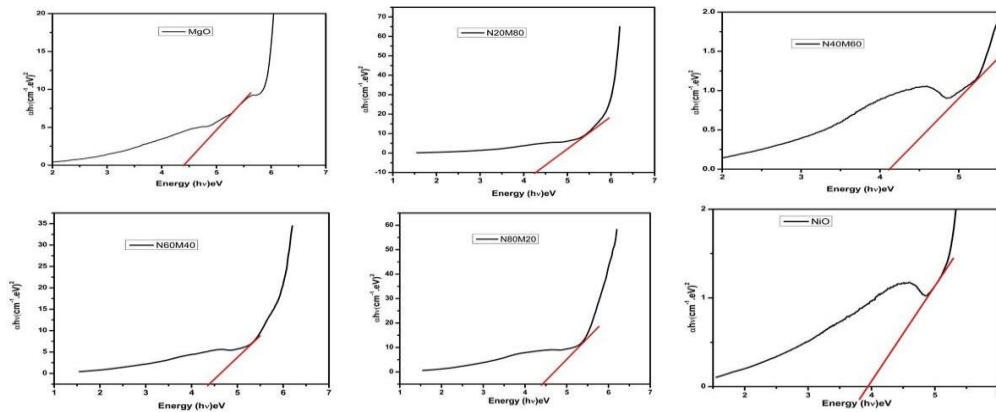 MgO
αhν(cm⁻¹.eV)²
20
15
10
5
0
2 3 4 5 6 7
Energy (hν)eV
N20M80
αhν(cm⁻¹.eV)²
70
60
50
40
30
20
10
0
-10
1 2 3 4 5 6 7
Energy (hν)eV
N40M60
αhν(cm⁻¹.eV)²
2.0
1.5
1.0
0.5
0.0
2 3 4 5
Energy (hν)eV
N60M40
αhν(cm⁻¹.eV)²
35
30
25
20
15
10
5
0
1 2 3 4 5 6 7
Energy (hν)eV
N80M20
αhν(cm⁻¹.eV)²
60
50
40
30
20
10
0
1 2 3 4 5 6 7
Energy (hν)eV
NiO
αhν(cm⁻¹.eV)²
2
1
0
2 3 4 5
Energy (hν)eV